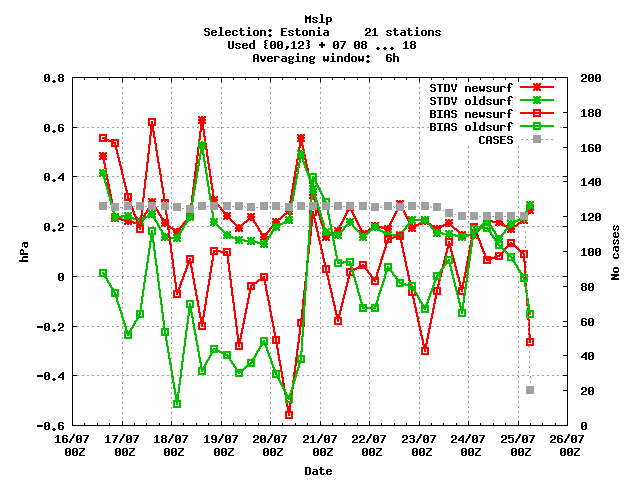 Mslp
Selection: Estonia 21 stations
Used {00,12} + 07 08 ... 18
Averaging window: 6h
STDV newsurf
STDV oldsurf
BIAS newsurf
BIAS oldsurf
CASES
hPa
0.8
0.6
0.4
0.2
0
-0.2
-0.4
-0.6
No cases
200
180
160
140
120
100
80
60
40
20
0
16/07 17/07 18/07 19/07 20/07 21/07 22/07 23/07 24/07 25/07 26/07
00Z 00Z 00Z 00Z 00Z 00Z 00Z 00Z 00Z 00Z 00Z
Date